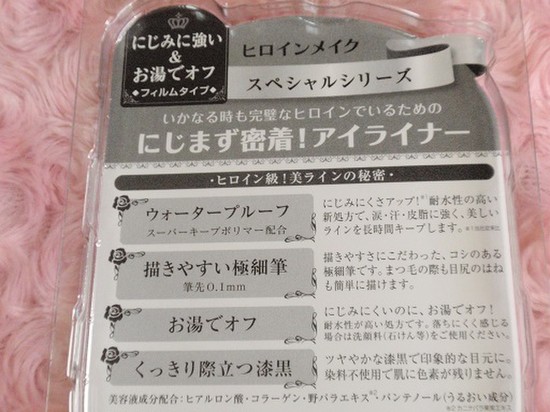 にじみに強い
&
お湯でオフ
◆フィルムタイプ◆
ヒロインメイク
スペシャルシリーズ
いかなる時も完璧なヒロインでいるための
にじまず密着!アイライナー
・ヒロイン級!美ラインの秘密・
ウォータープルーフ
スーパーキープポリマー配合
にじみにくさアップ!※1耐水性の高い
新処方で、涙・汗・皮脂に強く、美しい
ラインを長時間キープします。
描きやすい極細筆
筆先0.1mm
描きやすさにこだわった、コシのある
極細筆です。まつ毛の際も目尻のはね
も簡単に描けます。
お湯でオフ
にじみにくいのに、お湯でオフ!
耐水性が高い処方です。落ちにくく感じる
場合は洗顔料(石けん等)をご使用ください。
くっきり際立つ漆黒
ツヤやかな漆黒で印象的な目元に。
染料不使用で肌に色素が残りません。
美容液成分配合:ヒアルロン酸・コラーゲン・野バラエキス※2、パンテノール(うるおい成分)